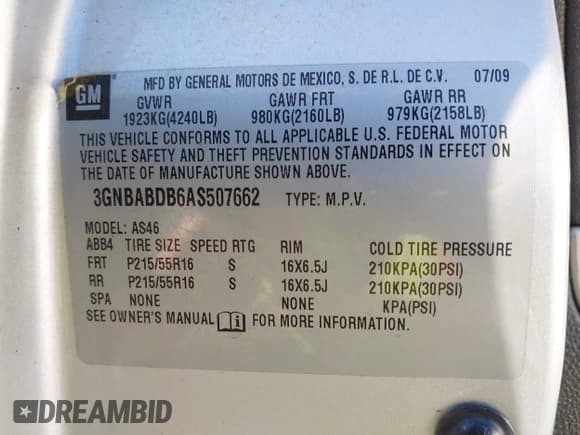 GM
MFD BY GENERAL MOTORS DE MEXICO, S. DE R.L. DE C.V. 07/09
GVWR GAWR FRT GAWR RR
1923KG(4240LB) 980KG(2160LB) 979KG(2158LB)
THIS VEHICLE CONFORMS TO ALL APPLICABLE U.S. FEDERAL MOTOR
VEHICLE SAFETY AND THEFT PREVENTION STANDARDS IN EFFECT ON
THE DATE OF MANUFACTURE SHOWN ABOVE.
3GNBABDB6AS507662 TYPE: M.P.V.
MODEL: AS46
ABB4 TIRE SIZE SPEED RTG RIM COLD TIRE PRESSURE
FRT P215/55R16 S 16X6.5J 210KPA(30PSI)
RR P215/55R16 S 16X6.5J 210KPA(30PSI)
SPA NONE NONE KPA(PSI)
SEE OWNER'S MANUAL i FOR MORE INFORMATION.
DREAMBID